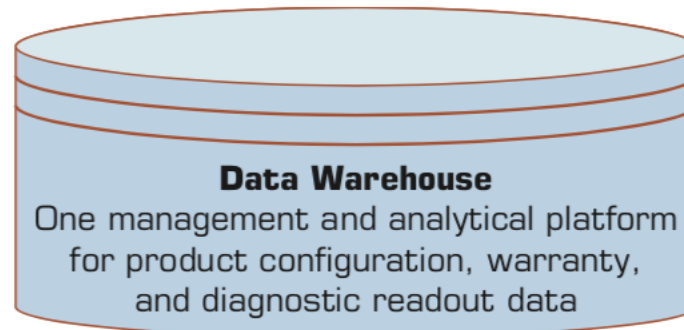 Data Warehouse
One management and analytical platform
for product configuration, warranty,
and diagnostic readout data